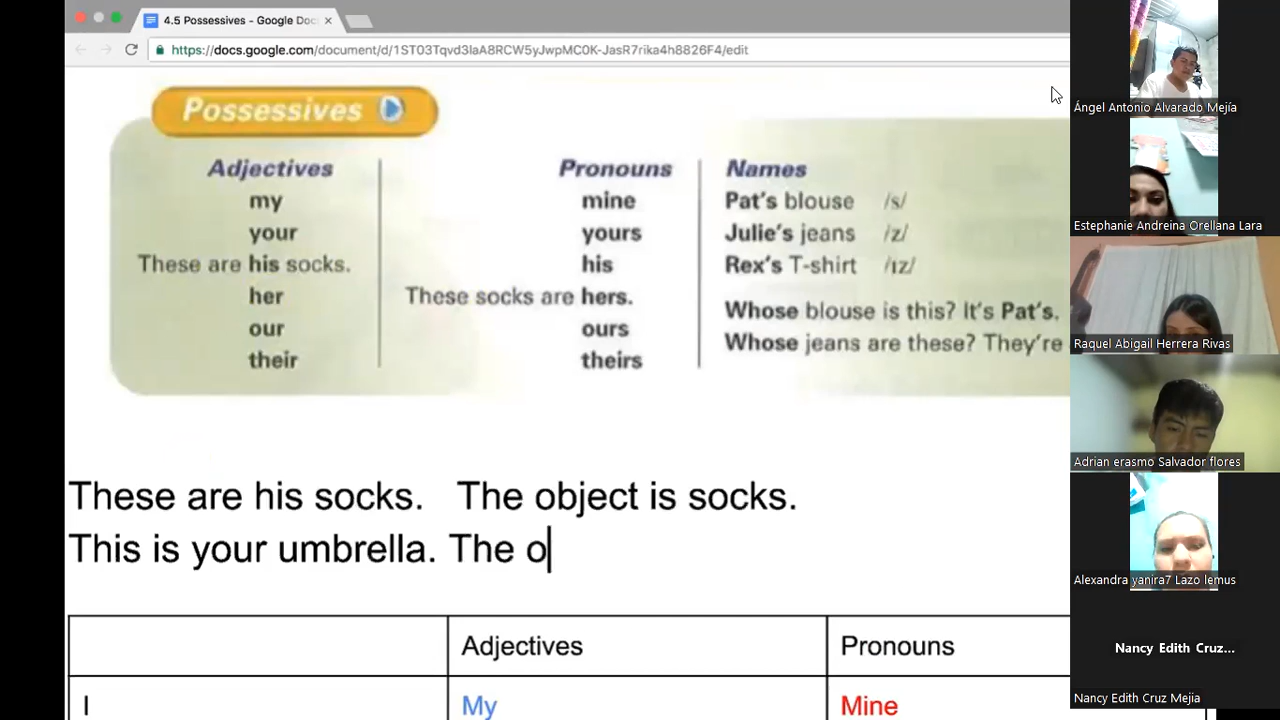 4.5 Possessives - Google Doc
https://docs.google.com/document/d/1ST03Tqvd3laA8RCW5yJwpMC0K-JasR7rika4h8826F4/edit
Possessives
Adjectives
my
your
These are his socks.
her
our
their
Pronouns
mine
yours
his
These socks are hers.
ours
theirs
Names
Pat's blouse /s/
Julie's jeans /z/
Rex's T-shirt /ɪz/
Whose blouse is this? It's Pat's.
Whose jeans are these? They're
These are his socks. The object is socks.
This is your umbrella. The o
Adjectives Pronouns
I My Mine
Ángel Antonio Alvarado Mejía
Estephanie Andreina Orellana Lara
Raquel Abigail Herrera Rivas
Adrian erasmo Salvador flores
Alexandra yanira7 Lazo lemus
Nancy Edith Cruz...
Nancy Edith Cruz Mejia